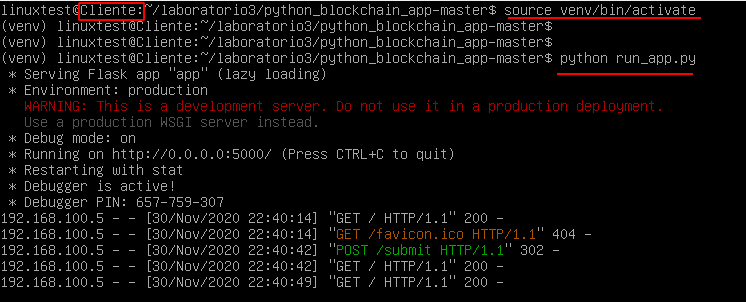 linuxtest@Cliente:~/laboratorio3/python_blockchain_app-master$ source venv/bin/activate
(venv) linuxtest@Cliente:~/laboratorio3/python_blockchain_app-master$
(venv) linuxtest@Cliente:~/laboratorio3/python_blockchain_app-master$
(venv) linuxtest@Cliente:~/laboratorio3/python_blockchain_app-master$ python run_app.py
 * Serving Flask app "app" (lazy loading)
 * Environment: production
   WARNING: This is a development server. Do not use it in a production deployment.
   Use a production WSGI server instead.
 * Debug mode: on
 * Running on http://0.0.0.0:5000/ (Press CTRL+C to quit)
 * Restarting with stat
 * Debugger is active!
 * Debugger PIN: 657-759-307
192.168.100.5 - - [30/Nov/2020 22:40:14] "GET / HTTP/1.1" 200 -
192.168.100.5 - - [30/Nov/2020 22:40:14] "GET /favicon.ico HTTP/1.1" 404 -
192.168.100.5 - - [30/Nov/2020 22:40:42] "POST /submit HTTP/1.1" 302 -
192.168.100.5 - - [30/Nov/2020 22:40:42] "GET / HTTP/1.1" 200 -
192.168.100.5 - - [30/Nov/2020 22:40:49] "GET / HTTP/1.1" 200 -